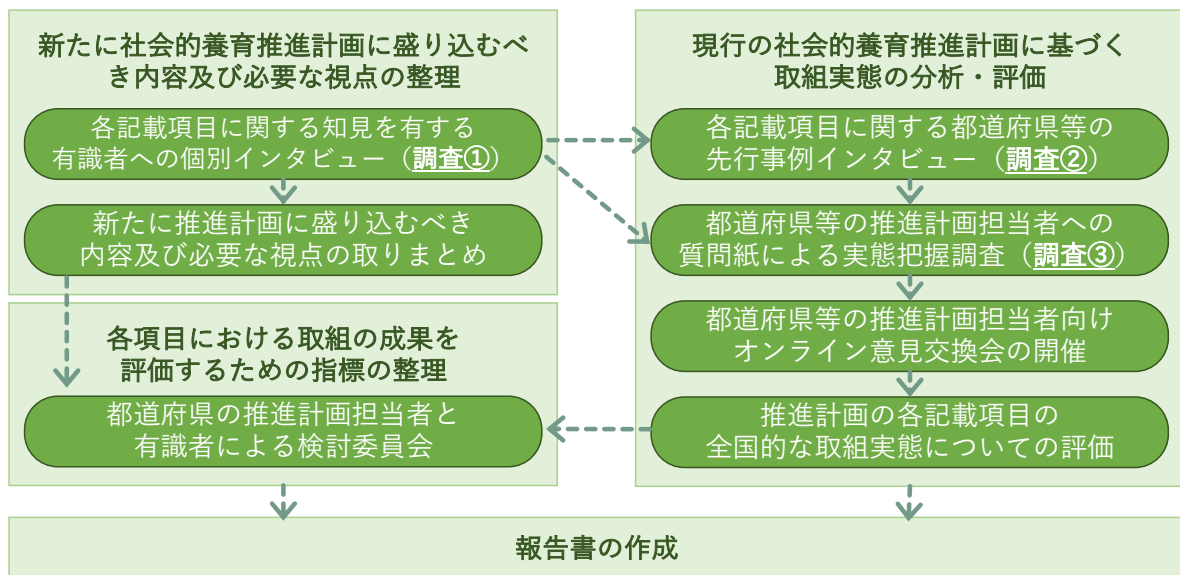 新たに社会的養育推進計画に盛り込むべ
き内容及び必要な視点の整理
各記載項目に関する知見を有する
有識者への個別インタビュー（調査①）
新たに推進計画に盛り込むべき
内容及び必要な視点の取りまとめ
各項目における取組の成果を
評価するための指標の整理
都道府県の推進計画担当者と
有識者による検討委員会
現行の社会的養育推進計画に基づく
取組実態の分析・評価
各記載項目に関する都道府県等の
先行事例インタビュー（調査②）
都道府県等の推進計画担当者への
質問紙による実態把握調査（調査③）
都道府県等の推進計画担当者向け
オンライン意見交換会の開催
推進計画の各記載項目の
全国的な取組実態についての評価
報告書の作成